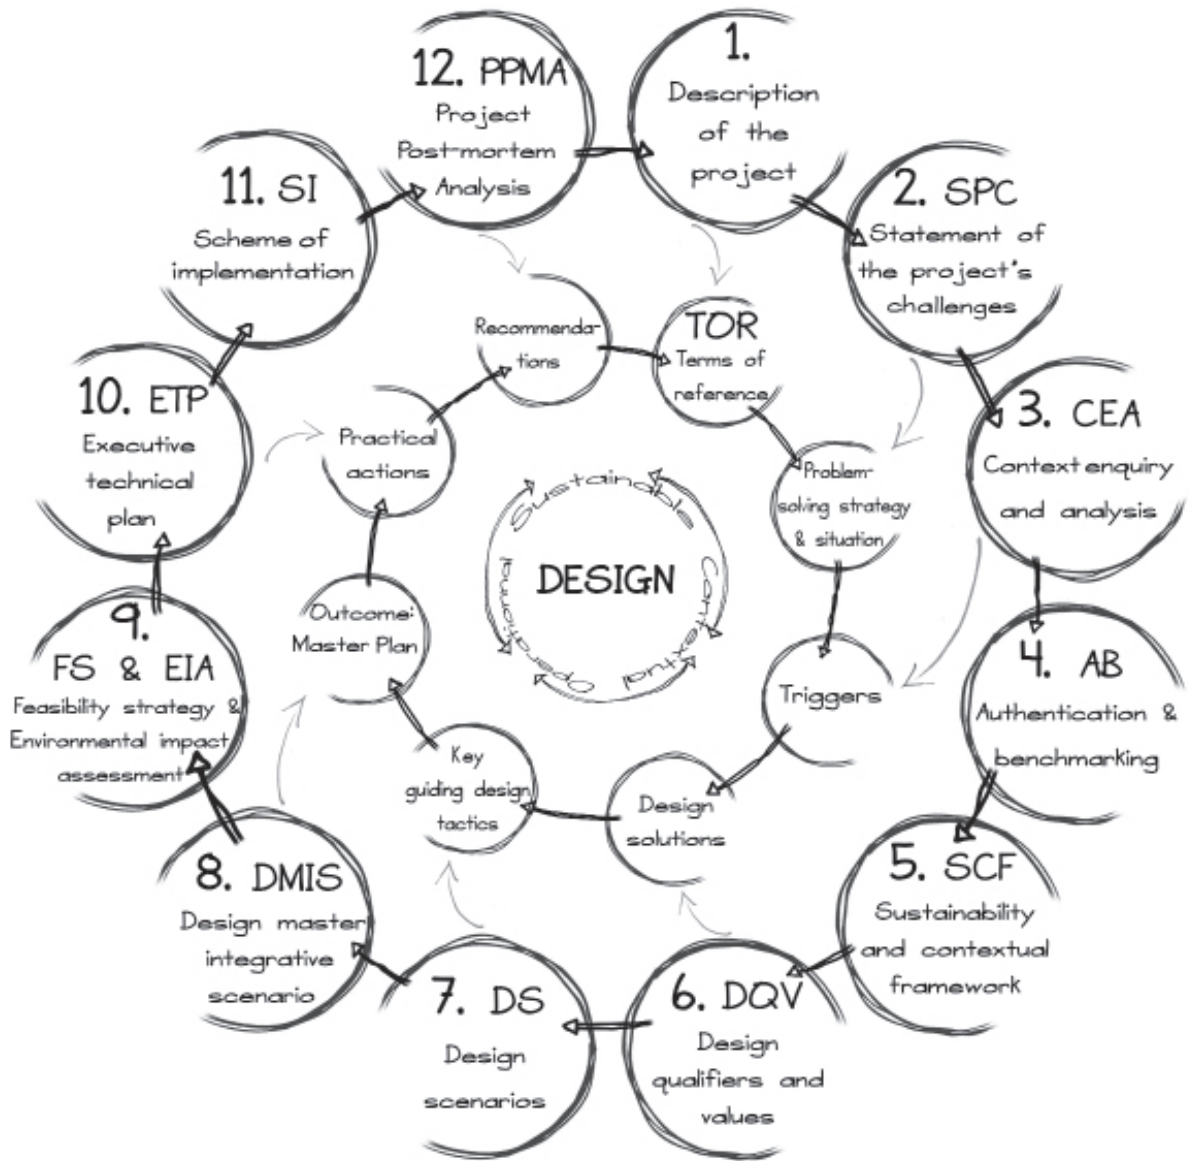 12. PPMA
Project
Post-mortem
Analysis
1.
Description
of the
project
2. SPC
Statement of
the project's
challenges
3. CEA
Context enquiry
and analysis
4. AB
Authentication &
benchmarking
5. SCF
Sustainability
and contextual
framework
6. DQV
Design
qualifiers and
values
7. DS
Design
scenarios
8. DMIS
Design master
integrative
scenario
9.
FS & EIA
Feasibility strategy &
Environmental impact
assessment
10. ETP
Executive
technical
plan
11. SI
Scheme of
implementation
Recommenda-
tions
TOR
Terms of
reference
Problem-
solving strategy
& situation
Triggers
Design
solutions
Key
guiding design
tactics
Outcome:
Master Plan
Practical
actions
Sustainable
Contextual
Operational
DESIGN